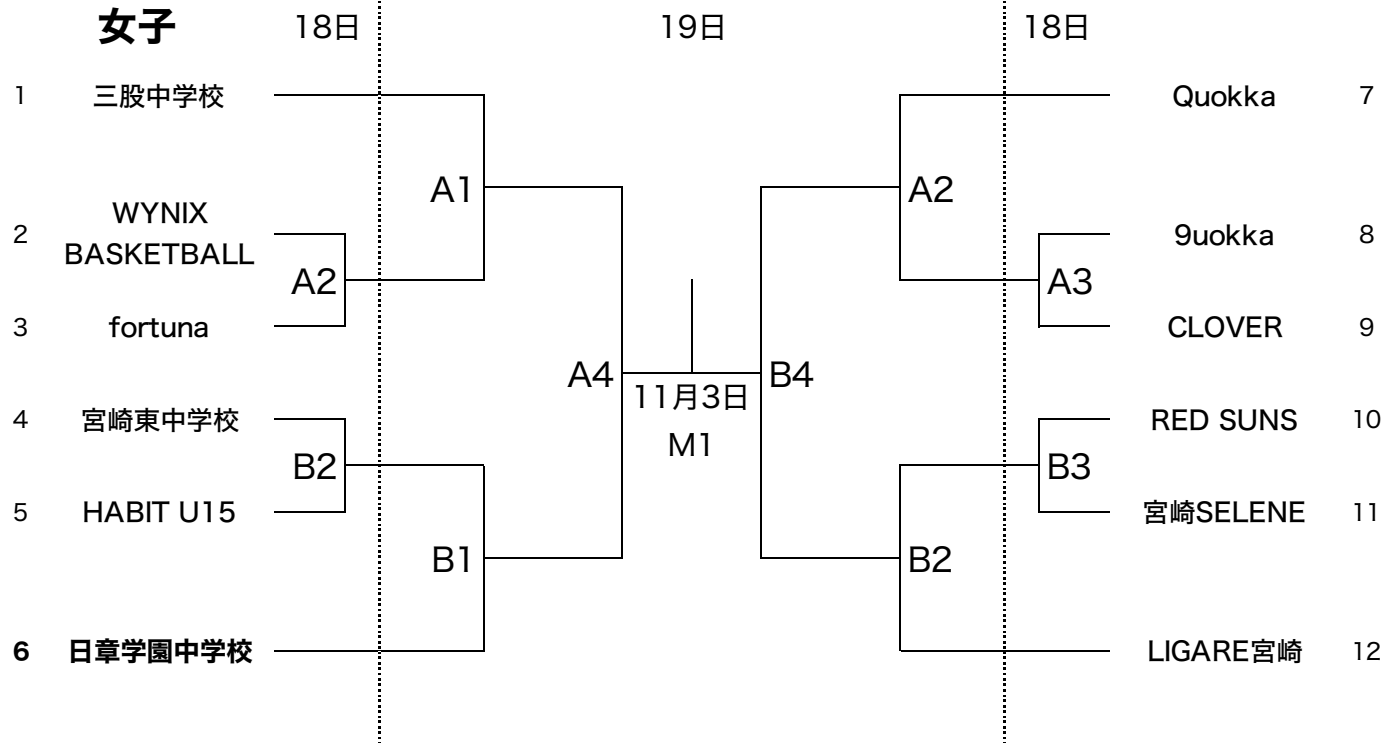 女子 18日 19日 18日
1 三股中学校 Quokka 7
A1 A2
WYNIX
2 9uokka 8
BASKETBALL
A2 A3
3 fortuna CLOVER 9
A4 B4
11月3日
4 宮崎東中学校 RED SUNS 10
M1
B2 B3
5 HABIT U15 宮崎SELENE 11
B1 B2
6 日章学園中学校 LIGARE宮崎 12